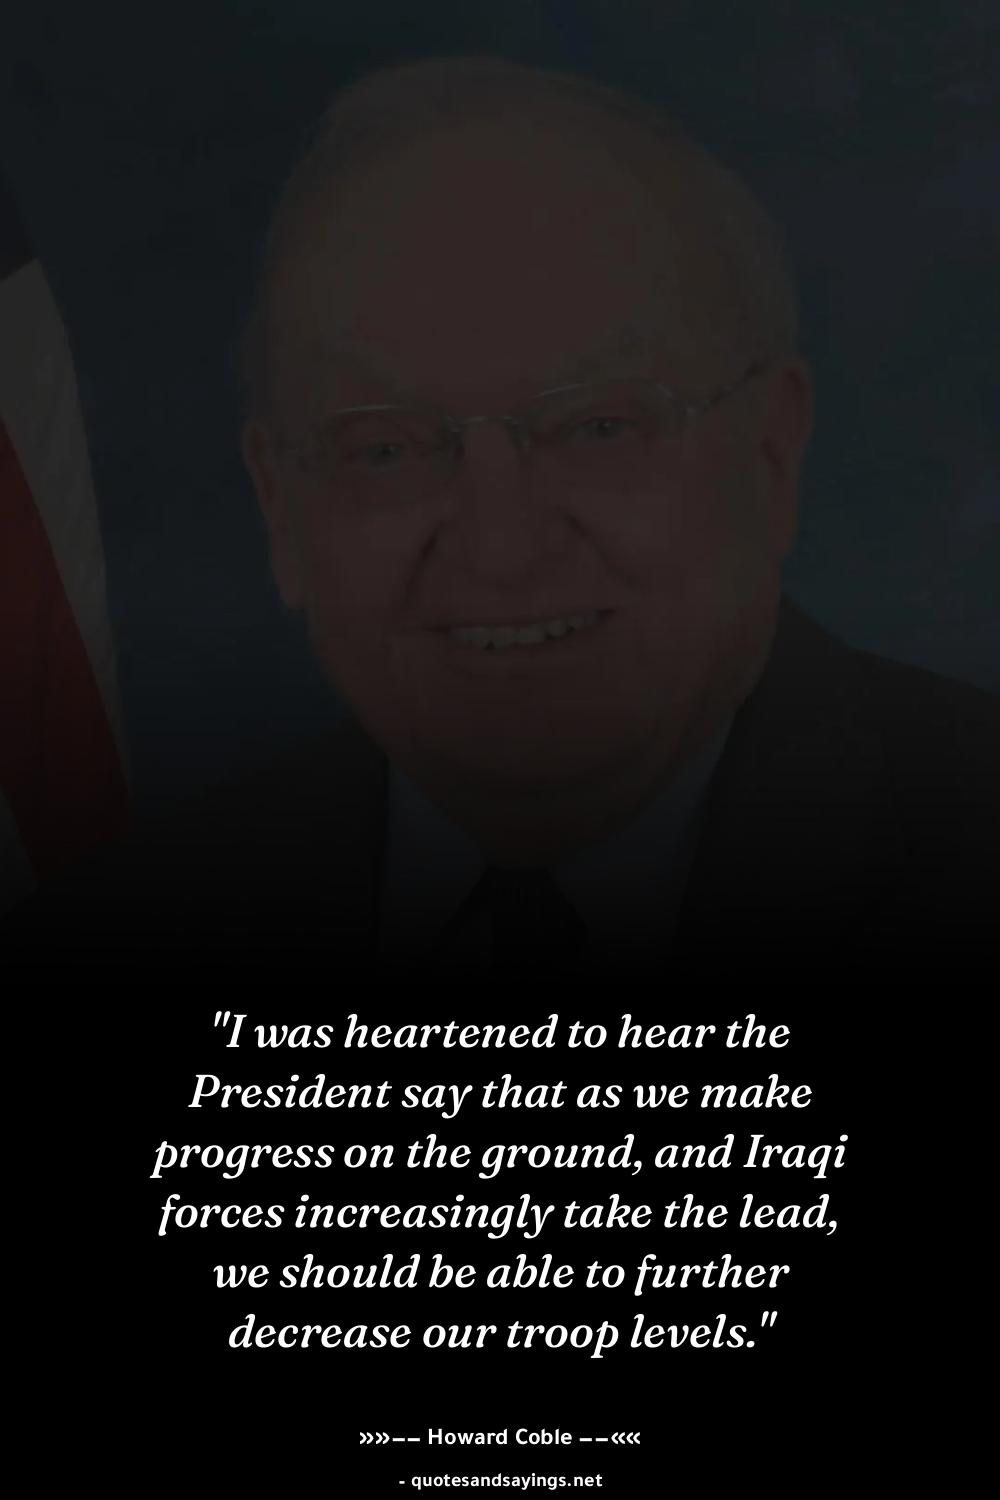 "I was heartened to hear the
President say that as we make
progress on the ground, and Iraqi
forces increasingly take the lead,
we should be able to further
decrease our troop levels."
»»–– Howard Coble ––««
- quotesandsayings.net